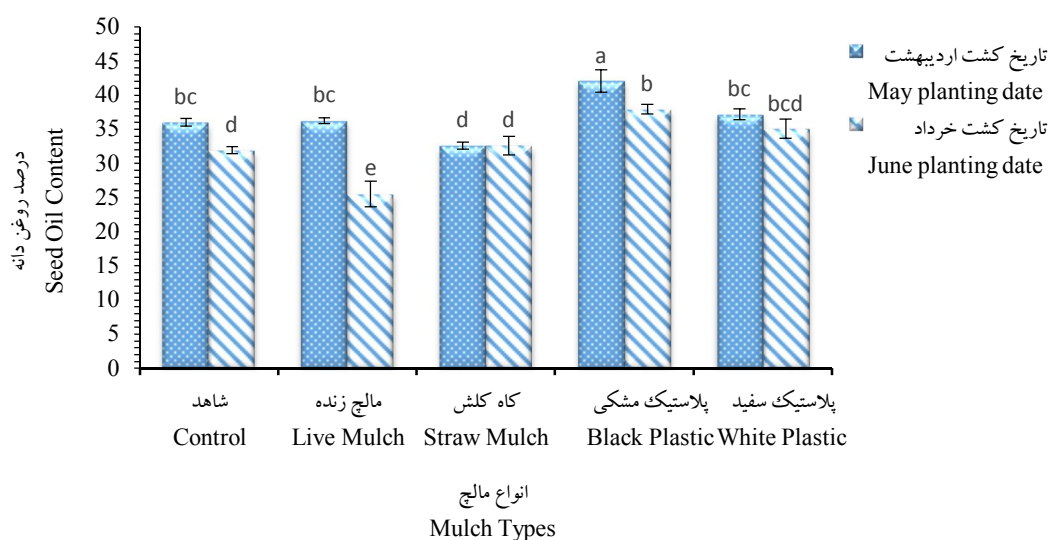 50
45
40
35
30
25
20
15
10
5
0
درصد روغن دانه
Seed Oil Content
bc
d
bc
e
d
d
a
b
bc
bcd
تاریخ کشت اردیبهشت
May planting date
تاریخ کشت خرداد
June planting date
شاهد
Control
مالچ زنده
Live Mulch
کاه کلش
Straw Mulch
پلاستیک مشکی
Black Plastic
پلاستیک سفید
White Plastic
انواع مالچ
Mulch Types